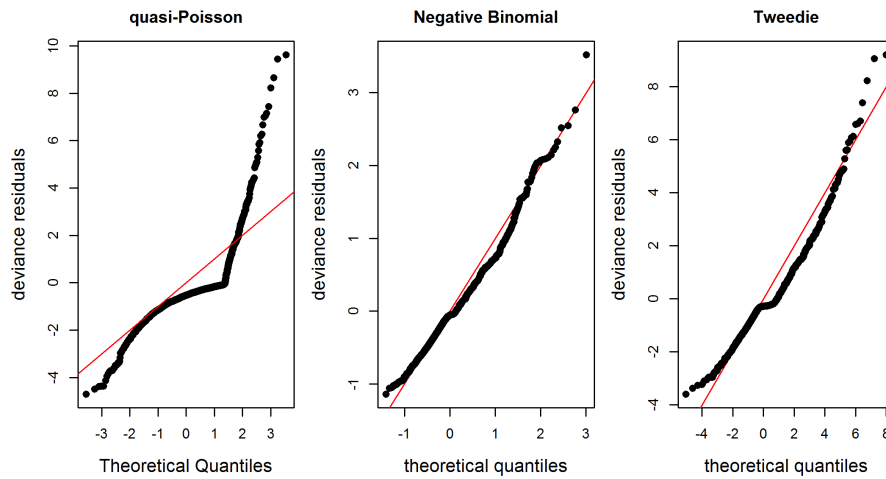 quasi-Poisson
deviance residuals
10
8
6
4
2
0
-2
-4
-3 -2 -1 0 1 2 3
Theoretical Quantiles
Negative Binomial
deviance residuals
3
2
1
0
-1
-1 0 1 2 3
theoretical quantiles
Tweedie
deviance residuals
8
6
4
2
0
-2
-4
-4 -2 0 2 4 6 8
theoretical quantiles